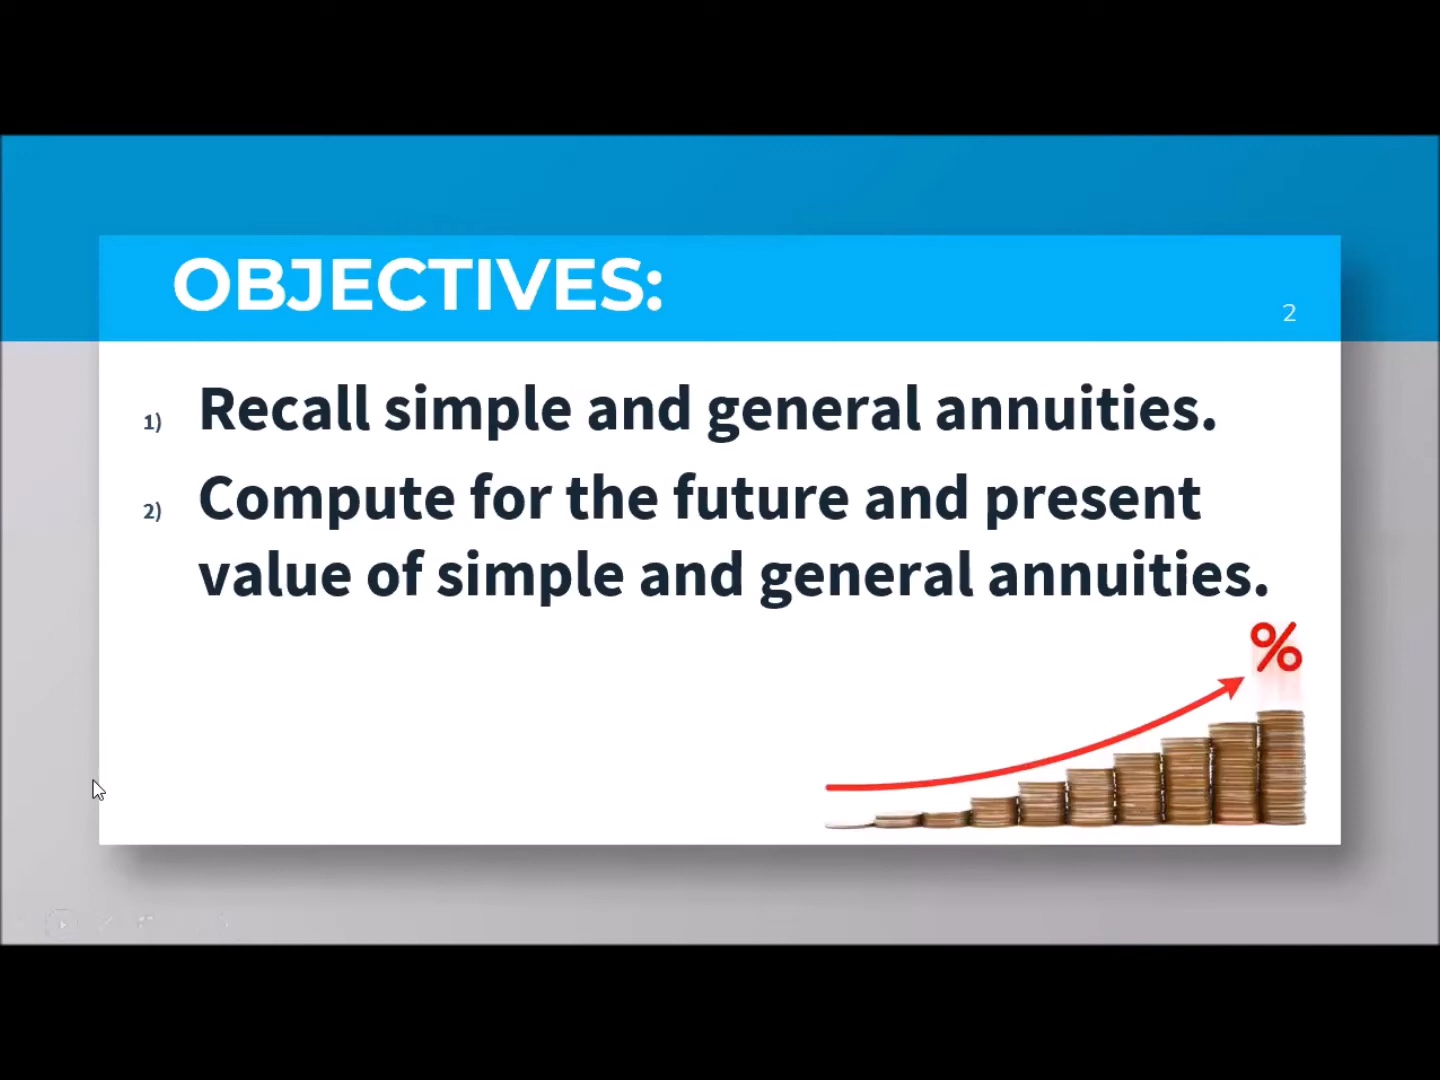 OBJECTIVES:
2
1) Recall simple and general annuities.
2) Compute for the future and present
value of simple and general annuities.
%